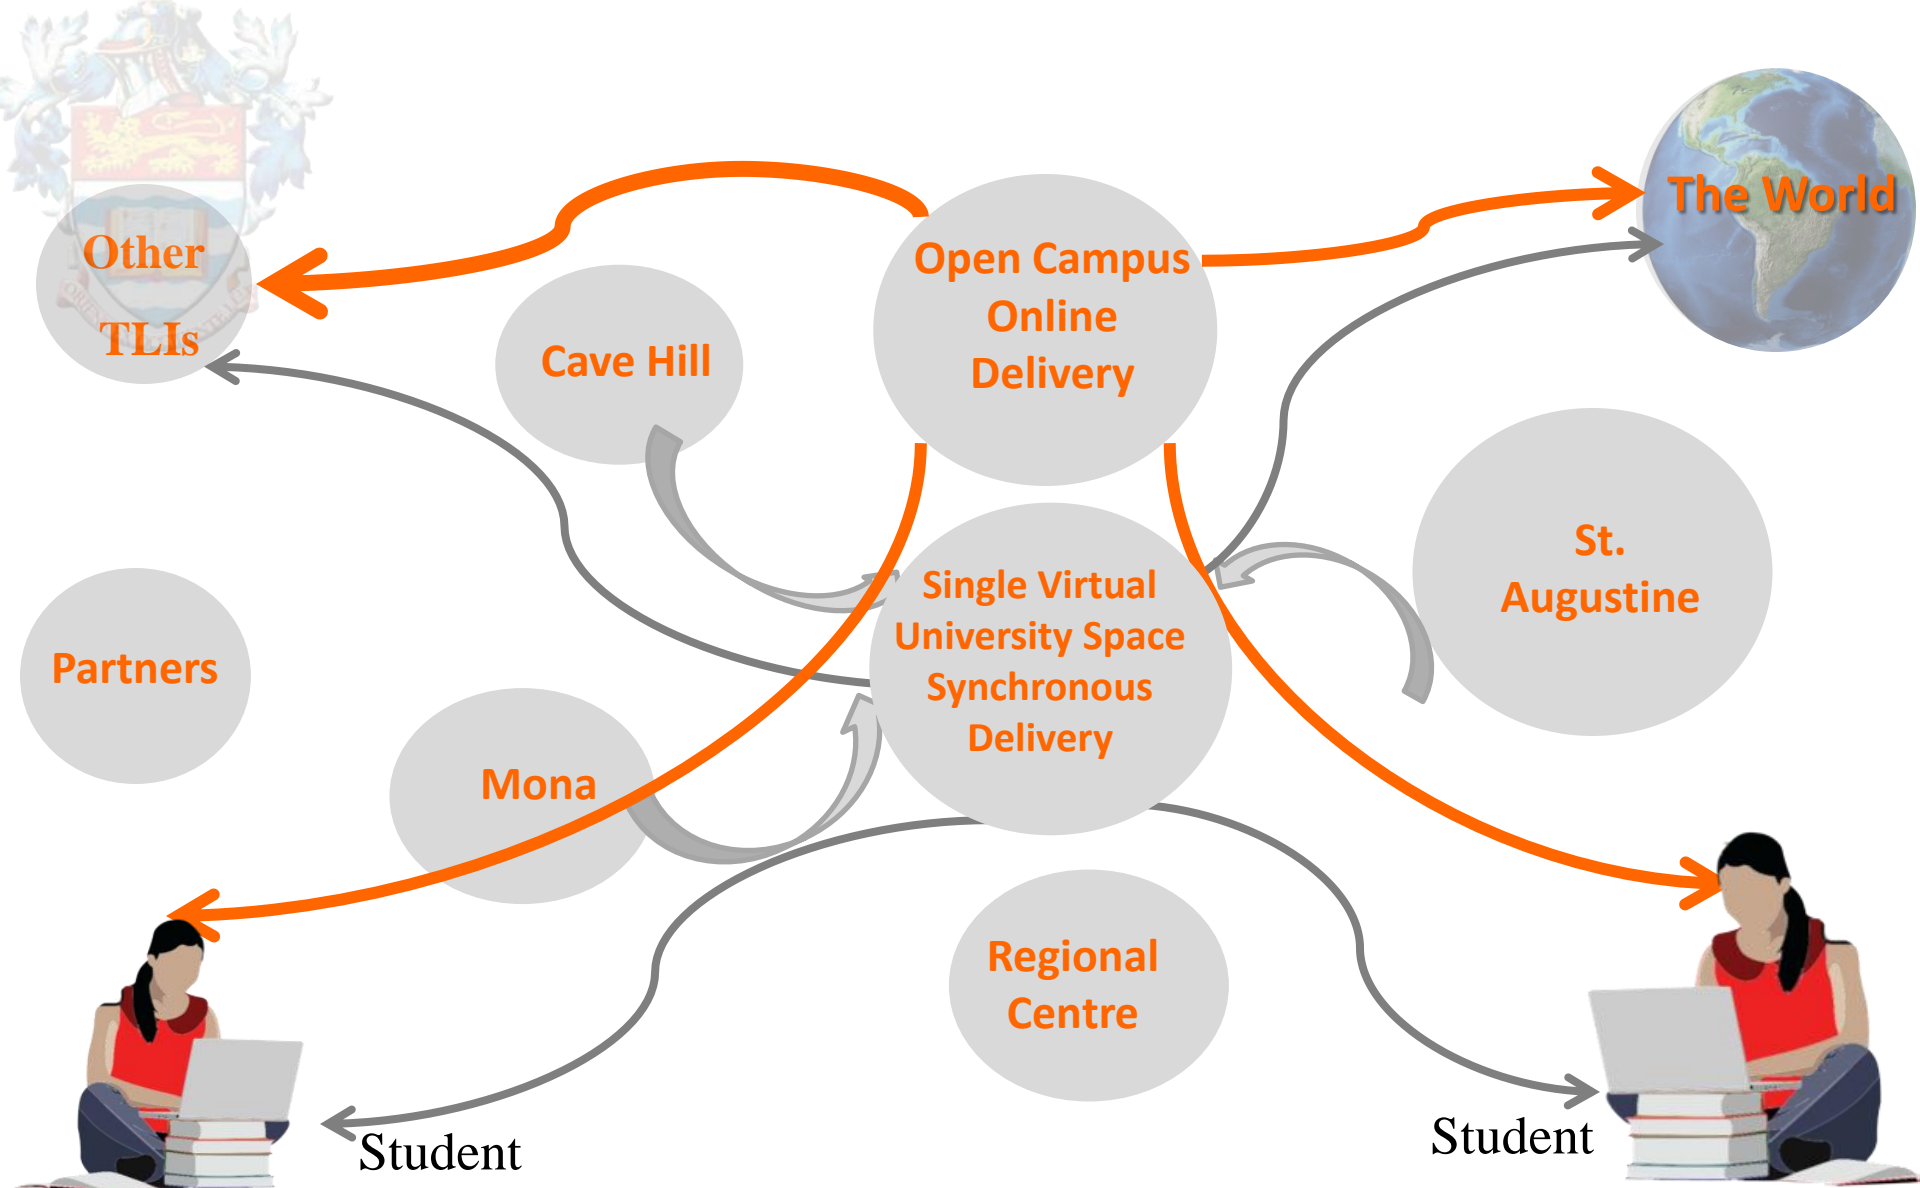 The World
Other
TLIs
Open Campus
Online
Delivery
Cave Hill
St.
Augustine
Single Virtual
University Space
Synchronous
Delivery
Partners
Mona
Regional
Centre
Student
Student